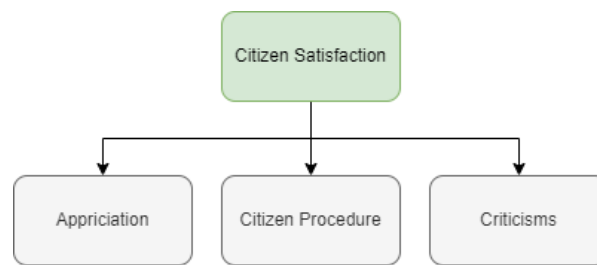 Citizen Satisfaction
Appriciation
Citizen Procedure
Criticisms